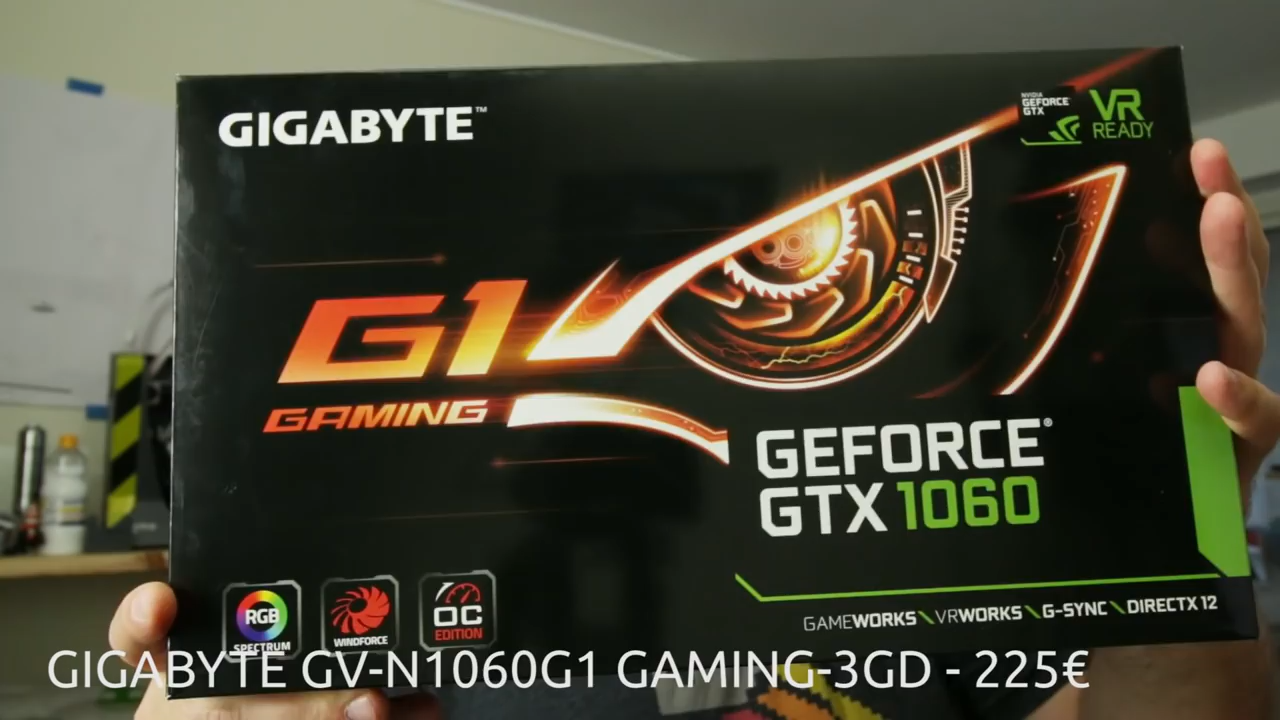 GIGABYTE™
NVIDIA
GEFORCE
GTX
VR
READY
G1
GAMING
GEFORCE®
GTX 1060
RGB
SPECTRUM
WINDFORCE
OC
EDITION
GAMEWORKS \ VRWORKS \ G-SYNC \ DIRECTX 12
GIGABYTE GV-N1060G1 GAMING-3GD - 225€